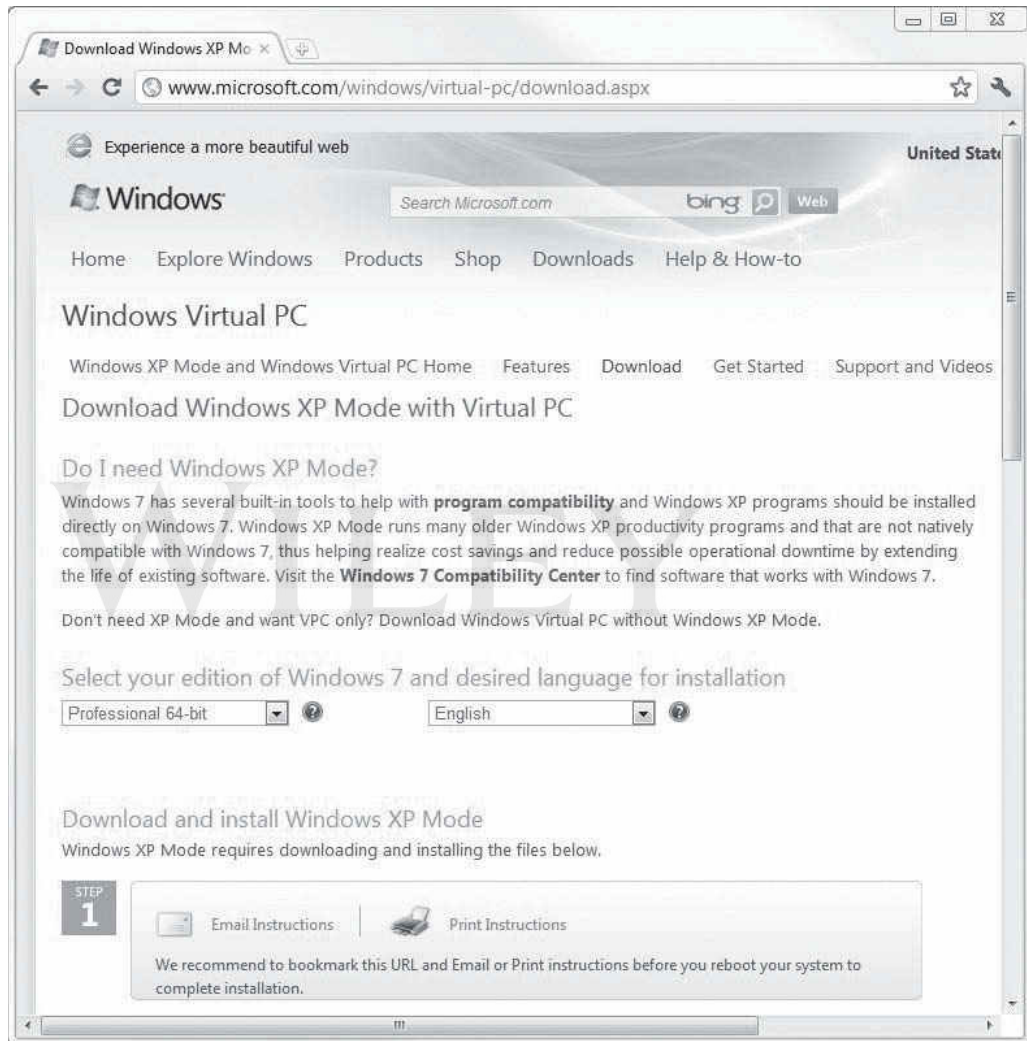 Download Windows XP Mo
www.microsoft.com/windows/virtual-pc/download.aspx
Experience a more beautiful web
United State
Windows
Search Microsoft.com
bing
Web
Home Explore Windows Products Shop Downloads Help & How-to
Windows Virtual PC
Windows XP Mode and Windows Virtual PC Home Features Download Get Started Support and Videos
Download Windows XP Mode with Virtual PC
Do I need Windows XP Mode?
Windows 7 has several built-in tools to help with program compatibility and Windows XP programs should be installed
directly on Windows 7. Windows XP Mode runs many older Windows XP productivity programs and that are not natively
compatible with Windows 7, thus helping realize cost savings and reduce possible operational downtime by extending
the life of existing software. Visit the Windows 7 Compatibility Center to find software that works with Windows 7.
WILEY
Don't need XP Mode and want VPC only? Download Windows Virtual PC without Windows XP Mode.
Select your edition of Windows 7 and desired language for installation
Professional 64-bit English
Download and install Windows XP Mode
Windows XP Mode requires downloading and installing the files below.
STEP
1
Email Instructions Print Instructions
We recommend to bookmark this URL and Email or Print instructions before you reboot your system to
complete installation.